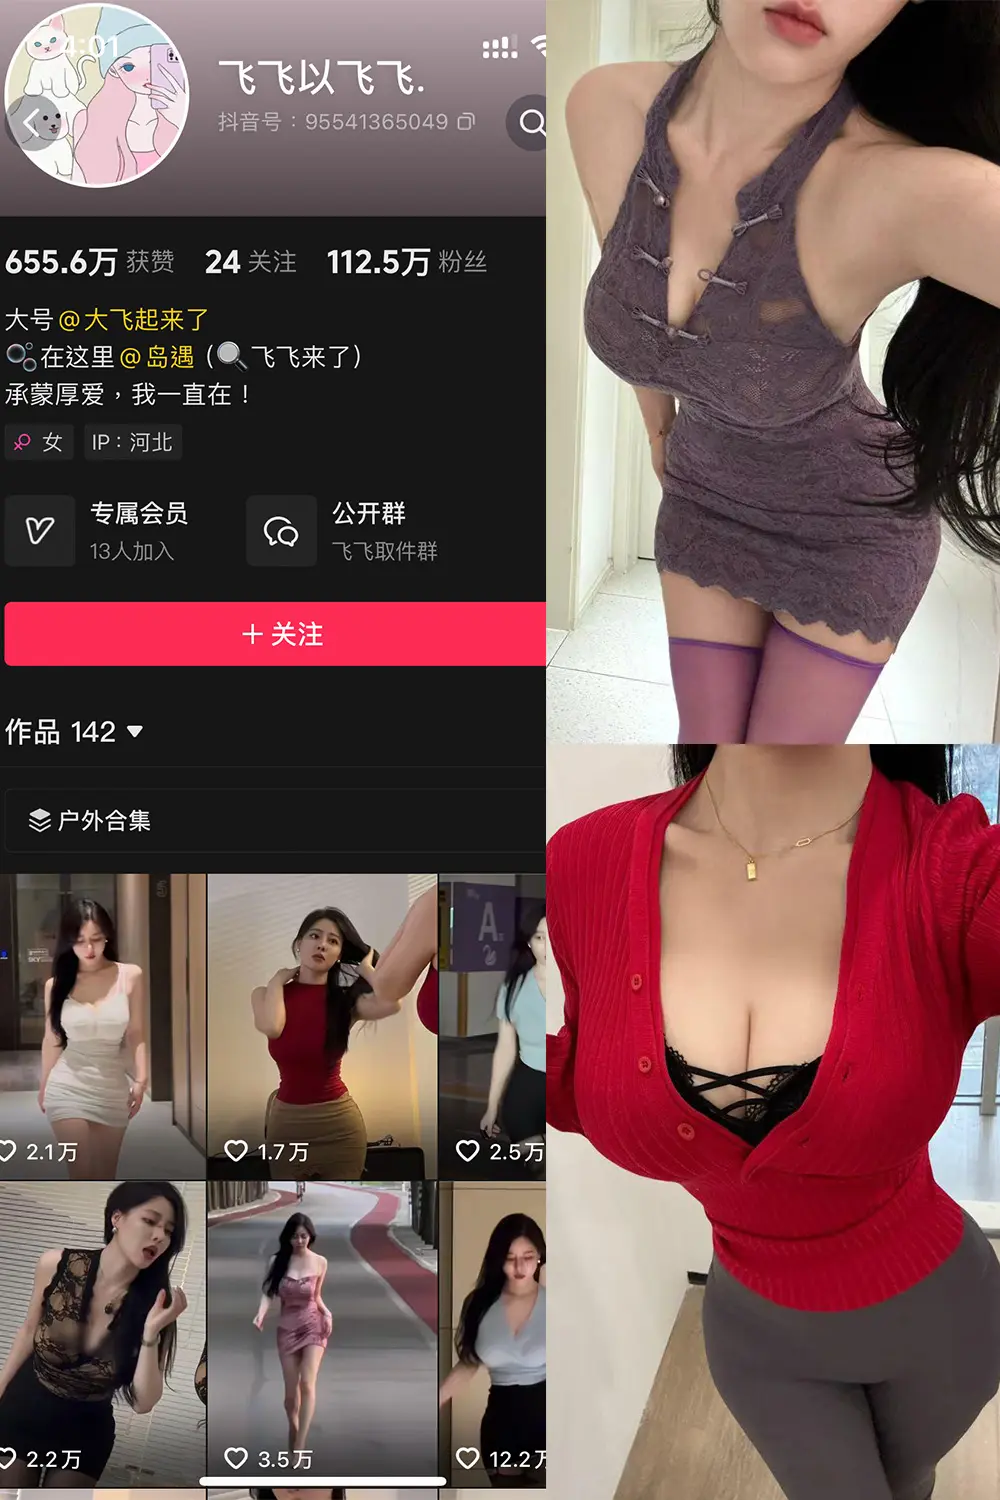 4:01
飞飞以飞飞.
抖音号：95541365049
655.6万 获赞 24 关注 112.5万 粉丝
大号@大飞起来了
在这里@岛遇（飞飞来了）
承蒙厚爱，我一直在！
女 IP：河北
专属会员
13人加入
公开群
飞飞取件群
＋关注
作品 142
户外合集
A
2.1万
1.7万
2.5万
2.2万
3.5万
12.2万